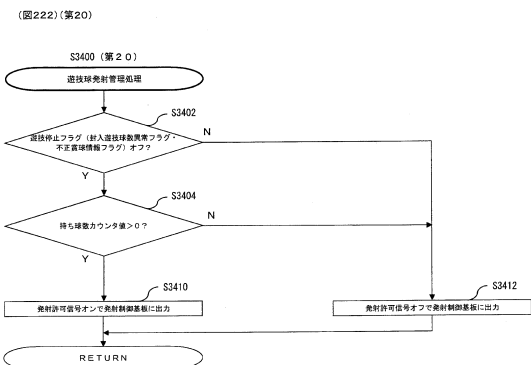 (図222)(第20)
S3400（第２０）
遊技球発射管理処理
S3402
遊技停止フラグ（封入遊技球数異常フラグ・
不正賞球情報フラグ）オフ？
N
Y
S3404
持ち球数カウンタ値＞０？
N
Y
S3410
発射許可信号オンで発射制御基板に出力
S3412
発射許可信号オフで発射制御基板に出力
ＲＥＴＵＲＮ